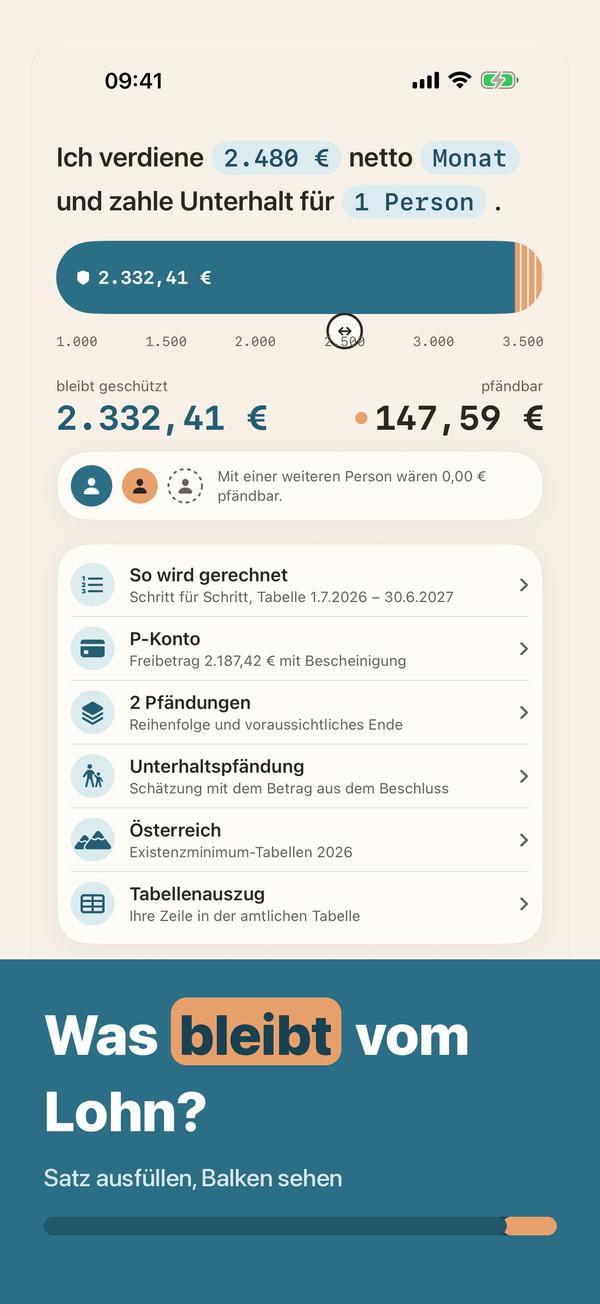 09:41
Ich verdiene 2.480 € netto Monat
und zahle Unterhalt für 1 Person .
2.332,41 €
1.000 1.500 2.000 2.500 3.000 3.500
bleibt geschützt pfändbar
2.332,41 € 147,59 €
Mit einer weiteren Person wären 0,00 €
pfändbar.
So wird gerechnet
Schritt für Schritt, Tabelle 1.7.2026 – 30.6.2027
P-Konto
Freibetrag 2.187,42 € mit Bescheinigung
2 Pfändungen
Reihenfolge und voraussichtliches Ende
Unterhaltspfändung
Schätzung mit dem Betrag aus dem Beschluss
Österreich
Existenzminimum-Tabellen 2026
Tabellenauszug
Ihre Zeile in der amtlichen Tabelle
Was bleibt vom
Lohn?
Satz ausfüllen, Balken sehen